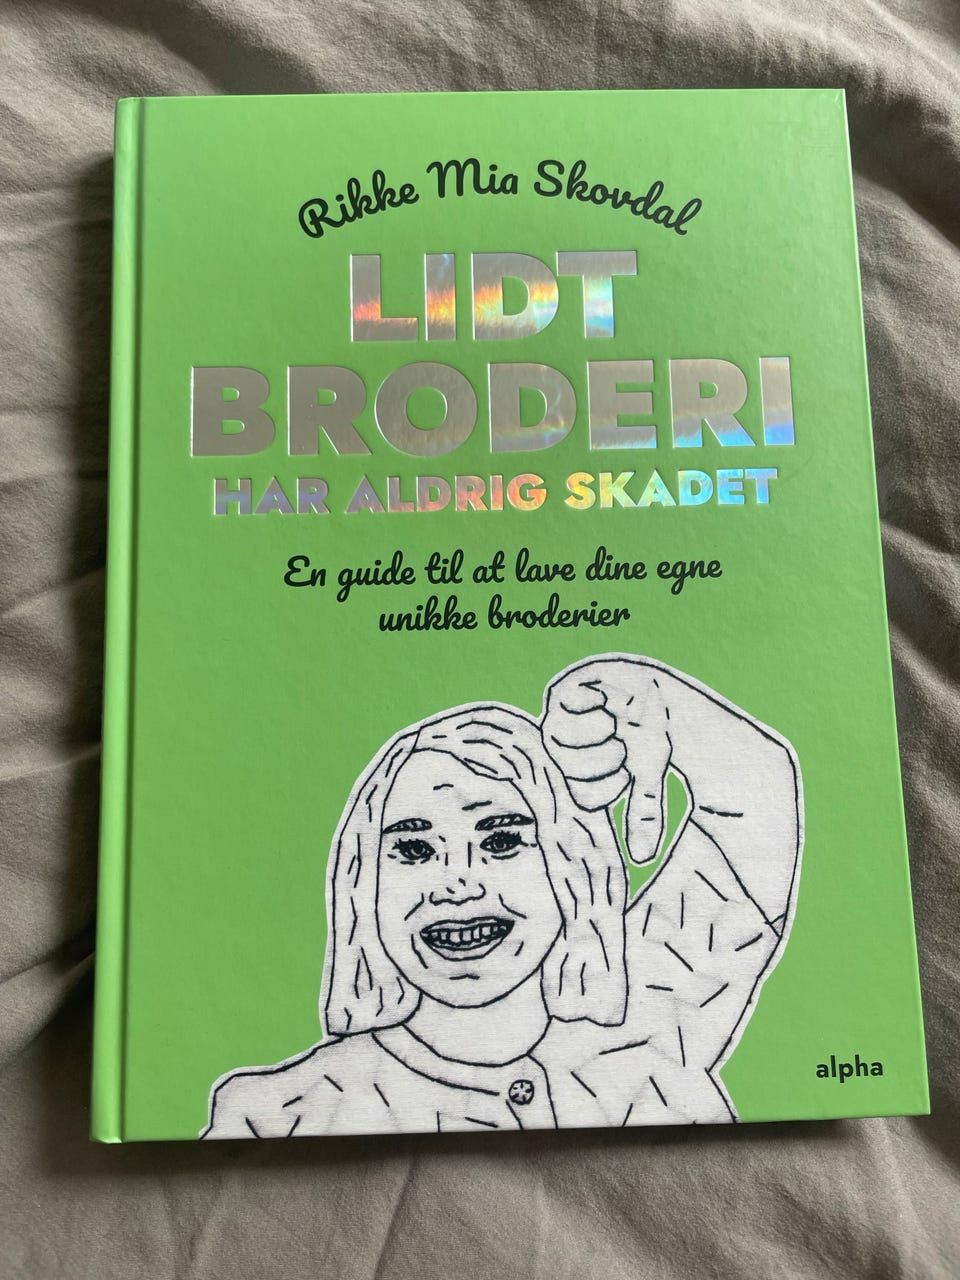 Rikke Mia Skovdal
LIDT
BRODERI
HAR ALDRIG SKADET
En guide til at lave dine egne
unikke broderier
alpha